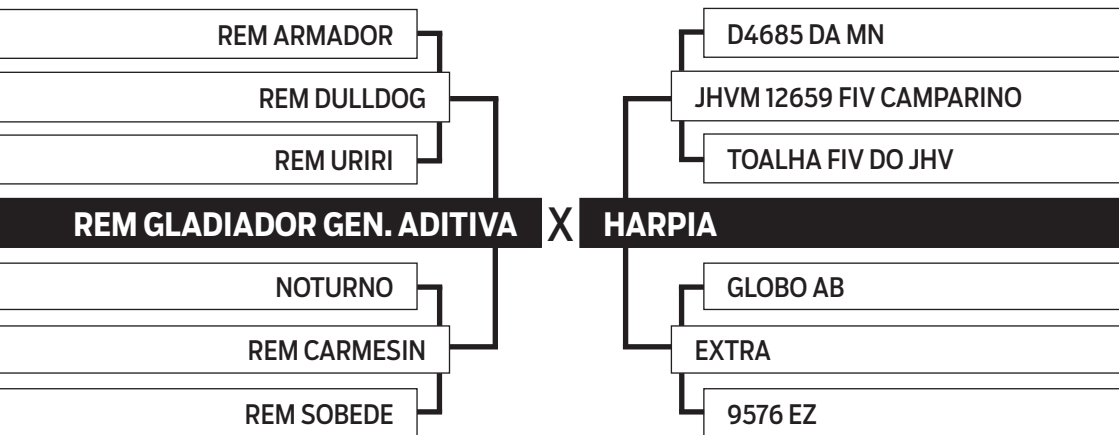 REM ARMADOR
REM DULLDOG
REM URIRI
REM GLADIADOR GEN. ADITIVA X HARPIA
NOTURNO
REM CARMESIN
REM SOBEDE
D4685 DA MN
JHVM 12659 FIV CAMPARINO
TOALHA FIV DO JHV
GLOBO AB
EXTRA
9576 EZ